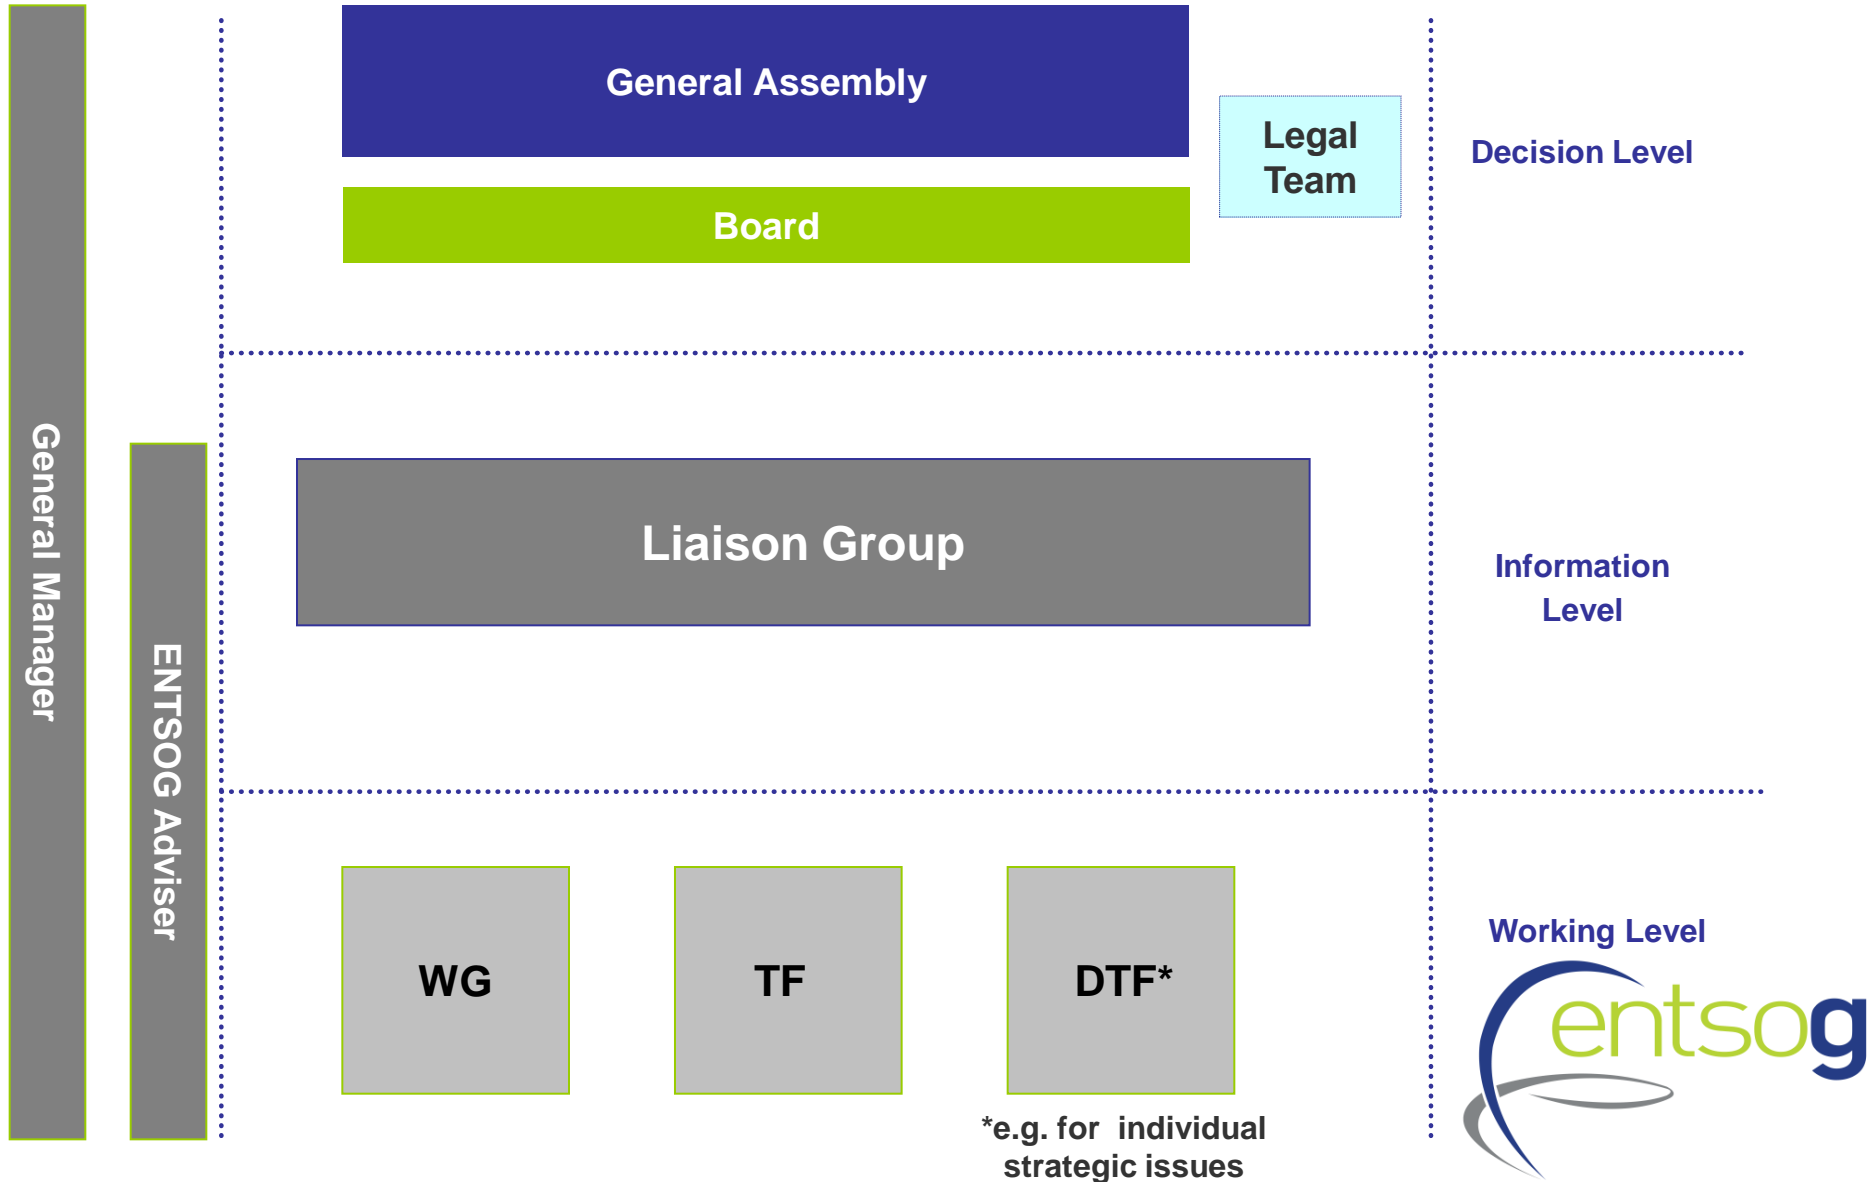 General Assembly
Legal
Team
Decision Level
Board
General Manager
ENTSOG Adviser
Liaison Group
Information
Level
WG
TF
DTF*
Working Level
entsog
*e.g. for  individual
strategic issues